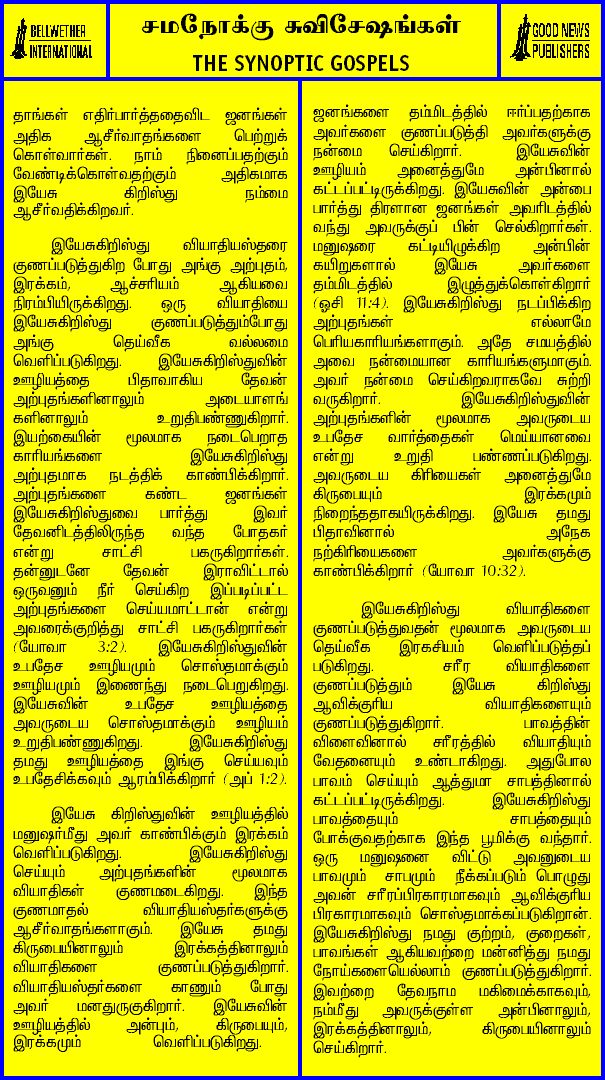 BELLWETHER
INTERNATIONAL
சமநோக்கு சுவிசேஷங்கள்
THE SYNOPTIC GOSPELS
GOOD NEWS
PUBLISHERS
தாங்கள் எதிர்பார்த்ததைவிட ஜனங்கள்
அதிக ஆசீர்வாதங்களை பெற்றுக்
கொள்வார்கள். நாம் நினைப்பதற்கும்
வேண்டிக்கொள்வதற்கும் அதிகமாக
இயேசு கிறிஸ்து நம்மை
ஆசீர்வதிக்கிறவர்.
இயேசுகிறிஸ்து வியாதியஸ்தரை
குணப்படுத்துகிற போது அங்கு அற்புதம்,
இரக்கம், ஆச்சரியம் ஆகியவை
நிரம்பியிருக்கிறது. ஒரு வியாதியை
இயேசுகிறிஸ்து குணப்படுத்தும்போது
அங்கு தெய்வீக வல்லமை
வெளிப்படுகிறது. இயேசுகிறிஸ்துவின்
ஊழியத்தை பிதாவாகிய தேவன்
அற்புதங்களினாலும் அடையாளங்
களினாலும் உறுதிபண்ணுகிறார்.
இயற்கையின் மூலமாக நடைபெறாத
காரியங்களை இயேசுகிறிஸ்து
அற்புதமாக நடத்திக் காண்பிக்கிறார்.
அற்புதங்களை கண்ட ஜனங்கள்
இயேசுகிறிஸ்துவை பார்த்து இவர்
தேவனிடத்திலிருந்த வந்த போதகர்
என்று சாட்சி பகருகிறார்கள்.
தன்னுடனே தேவன் இராவிட்டால்
ஒருவனும் நீர் செய்கிற இப்படிப்பட்ட
அற்புதங்களை செய்யமாட்டான் என்று
அவரைக்குறித்து சாட்சி பகருகிறார்கள்
(யோவா 3:2). இயேசுகிறிஸ்துவின்
உபதேச ஊழியமும் சொஸ்தமாக்கும்
ஊழியமும் இணைந்து நடைபெறுகிறது.
இயேசுவின் உபதேச ஊழியத்தை
அவருடைய சொஸ்தமாக்கும் ஊழியம்
உறுதிபண்ணுகிறது. இயேசுகிறிஸ்து
தமது ஊழியத்தை இங்கு செய்யவும்
உபதேசிக்கவும் ஆரம்பிக்கிறார் (அப் 1:2).
இயேசு கிறிஸ்துவின் ஊழியத்தில்
மனுஷர்மீது அவர் காண்பிக்கும் இரக்கம்
வெளிப்படுகிறது. இயேசுகிறிஸ்து
செய்யும் அற்புதங்களின் மூலமாக
வியாதிகள் குணமடைகிறது. இந்த
குணமாதல் வியாதியஸ்தர்களுக்கு
ஆசீர்வாதங்களாகும். இயேசு தமது
கிருபையினாலும் இரக்கத்தினாலும்
வியாதிகளை குணப்படுத்துகிறார்.
வியாதியஸ்தர்களை காணும் போது
அவர் மனதுருகுகிறார். இயேசுவின்
ஊழியத்தில் அன்பும், கிருபையும்,
இரக்கமும் வெளிப்படுகிறது.
ஜனங்களை தம்மிடத்தில் ஈர்ப்பதற்காக
அவர்களை குணப்படுத்தி அவர்களுக்கு
நன்மை செய்கிறார். இயேசுவின்
ஊழியம் அனைத்துமே அன்பினால்
கட்டப்பட்டிருக்கிறது. இயேசுவின் அன்பை
பார்த்து திரளான ஜனங்கள் அவரிடத்தில்
வந்து அவருக்குப் பின் செல்கிறார்கள்.
மனுஷரை கட்டியிழுக்கிற அன்பின்
கயிறுகளால் இயேசு அவர்களை
தம்மிடத்தில் இழுத்துக்கொள்கிறார்
(ஓசி 11:4). இயேசுகிறிஸ்து நடப்பிக்கிற
அற்புதங்கள் எல்லாமே
பெரியகாரியங்களாகும். அதே சமயத்தில்
அவை நன்மையான காரியங்களுமாகும்.
அவர் நன்மை செய்கிறவராகவே சுற்றி
வருகிறார். இயேசுகிறிஸ்துவின்
அற்புதங்களின் மூலமாக அவருடைய
உபதேச வார்த்தைகள் மெய்யானவை
என்று உறுதி பண்ணப்படுகிறது.
அவருடைய கிரியைகள் அனைத்துமே
கிருபையும் இரக்கமும்
நிறைந்ததாகயிருக்கிறது. இயேசு தமது
பிதாவினால் அநேக
நற்கிரியைகளை அவர்களுக்கு
காண்பிக்கிறார் (யோவா 10:32).
இயேசுகிறிஸ்து வியாதிகளை
குணப்படுத்துவதன் மூலமாக அவருடைய
தெய்வீக இரகசியம் வெளிப்படுத்தப்
படுகிறது. சரீர வியாதிகளை
குணப்படுத்தும் இயேசு கிறிஸ்து
ஆவிக்குரிய வியாதிகளையும்
குணப்படுத்துகிறார். பாவத்தின்
விளைவினால் சரீரத்தில் வியாதியும்
வேதனையும் உண்டாகிறது. அதுபோல
பாவம் செய்யும் ஆத்துமா சாபத்தினால்
கட்டப்பட்டிருக்கிறது. இயேசுகிறிஸ்து
பாவத்தையும் சாபத்தையும்
போக்குவதற்காக இந்த பூமிக்கு வந்தார்.
ஒரு மனுஷனை விட்டு அவனுடைய
பாவமும் சாபமும் நீக்கப்படும் பொழுது
அவன் சரீரப்பிரகாரமாகவும் ஆவிக்குரிய
பிரகாரமாகவும் சொஸ்தமாக்கப்படுகிறான்.
இயேசுகிறிஸ்து நமது குற்றம், குறைகள்,
பாவங்கள் ஆகியவற்றை மன்னித்து நமது
நோய்களையெல்லாம் குணப்படுத்துகிறார்.
இவற்றை தேவநாம மகிமைக்காகவும்,
நம்மீது அவருக்குள்ள அன்பினாலும்,
இரக்கத்தினாலும், கிருபையினாலும்
செய்கிறார்.